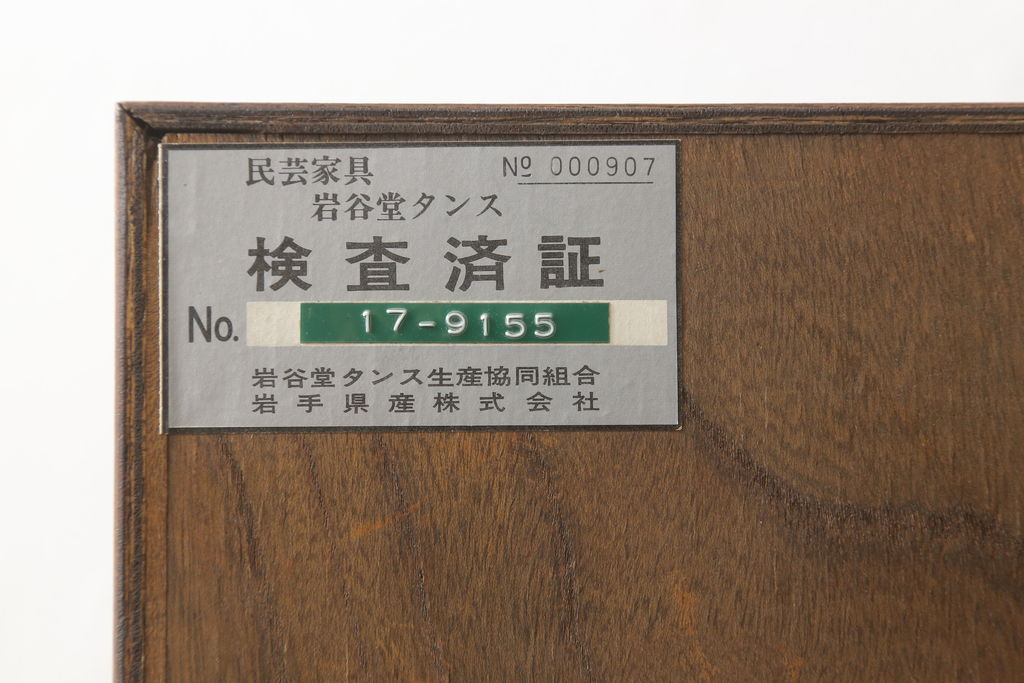 民芸家具 Nº 000907
岩谷堂タンス
検査済証
No. 17-9155
岩谷堂タンス生産協同組合
岩手県産株式会社